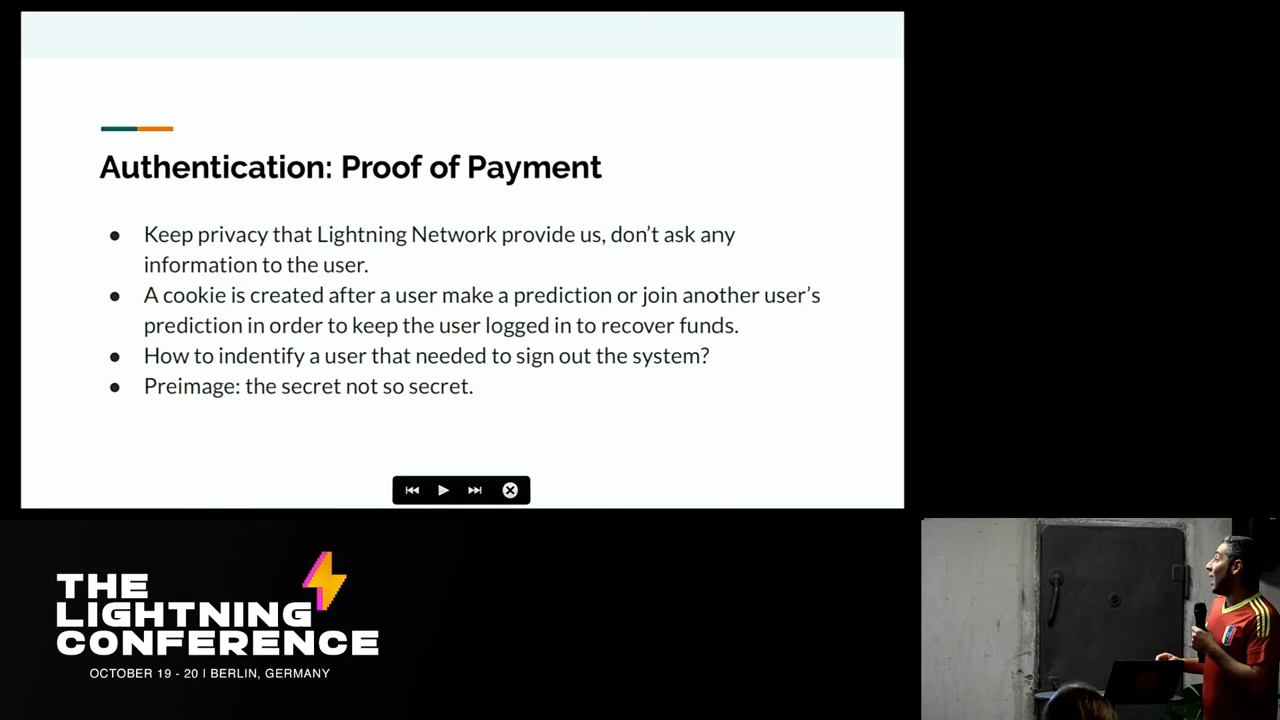 Authentication: Proof of Payment
● Keep privacy that Lightning Network provide us, don’t ask any
information to the user.
● A cookie is created after a user make a prediction or join another user’s
prediction in order to keep the user logged in to recover funds.
● How to indentify a user that needed to sign out the system?
● Preimage: the secret not so secret.
THE
LIGHTNING
CONFERENCE
OCTOBER 19 - 20 | BERLIN, GERMANY